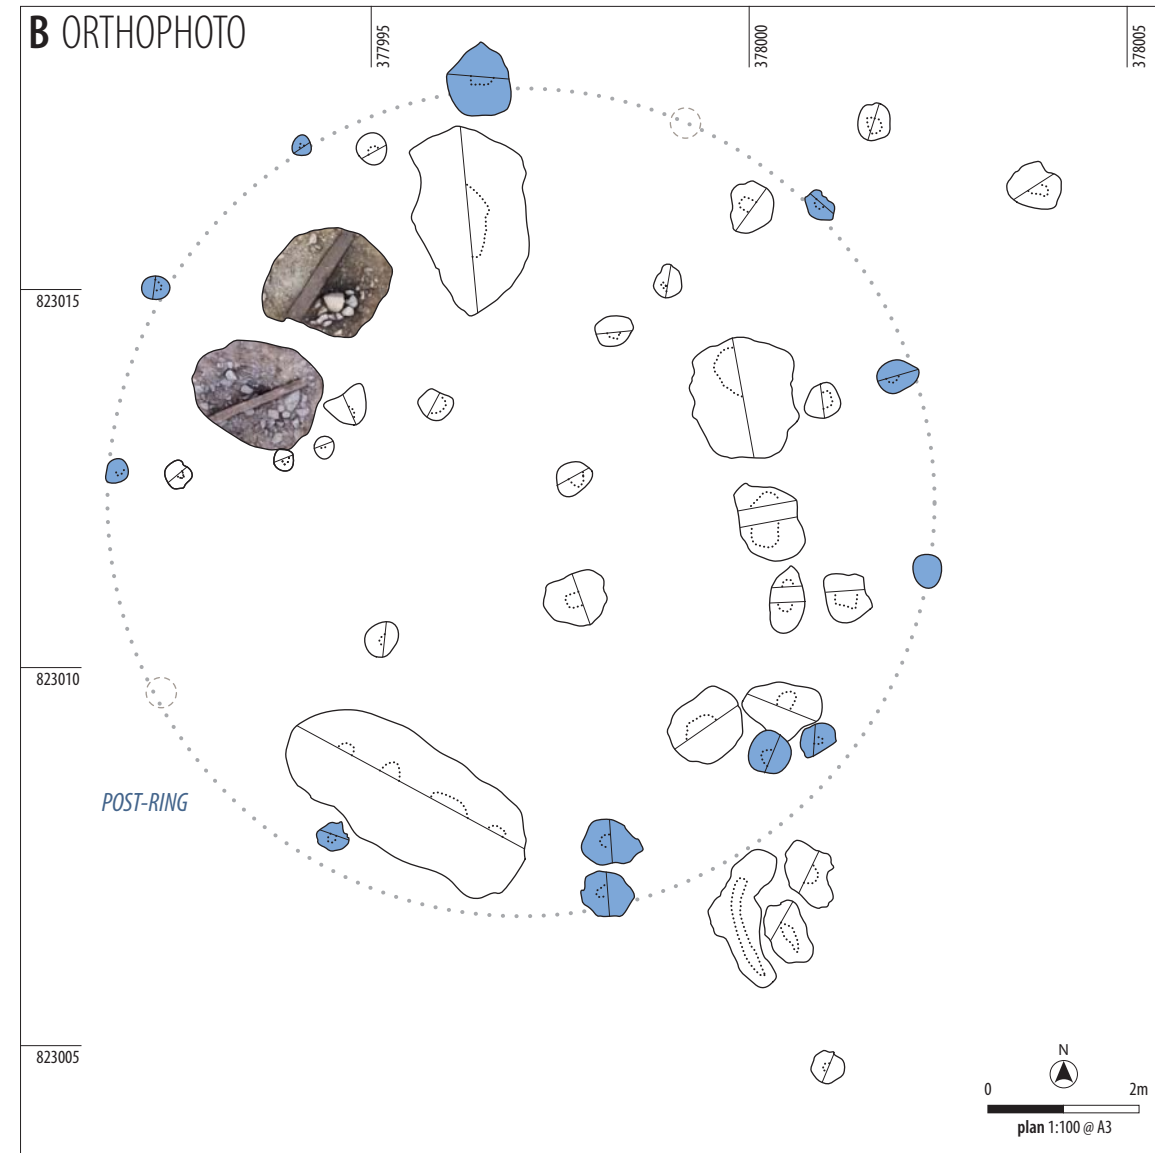 B ORTHOPHOTO
377995
378000
378005
823015
823010
POST-RING
823005
N
0 2m
plan 1:100 @ A3